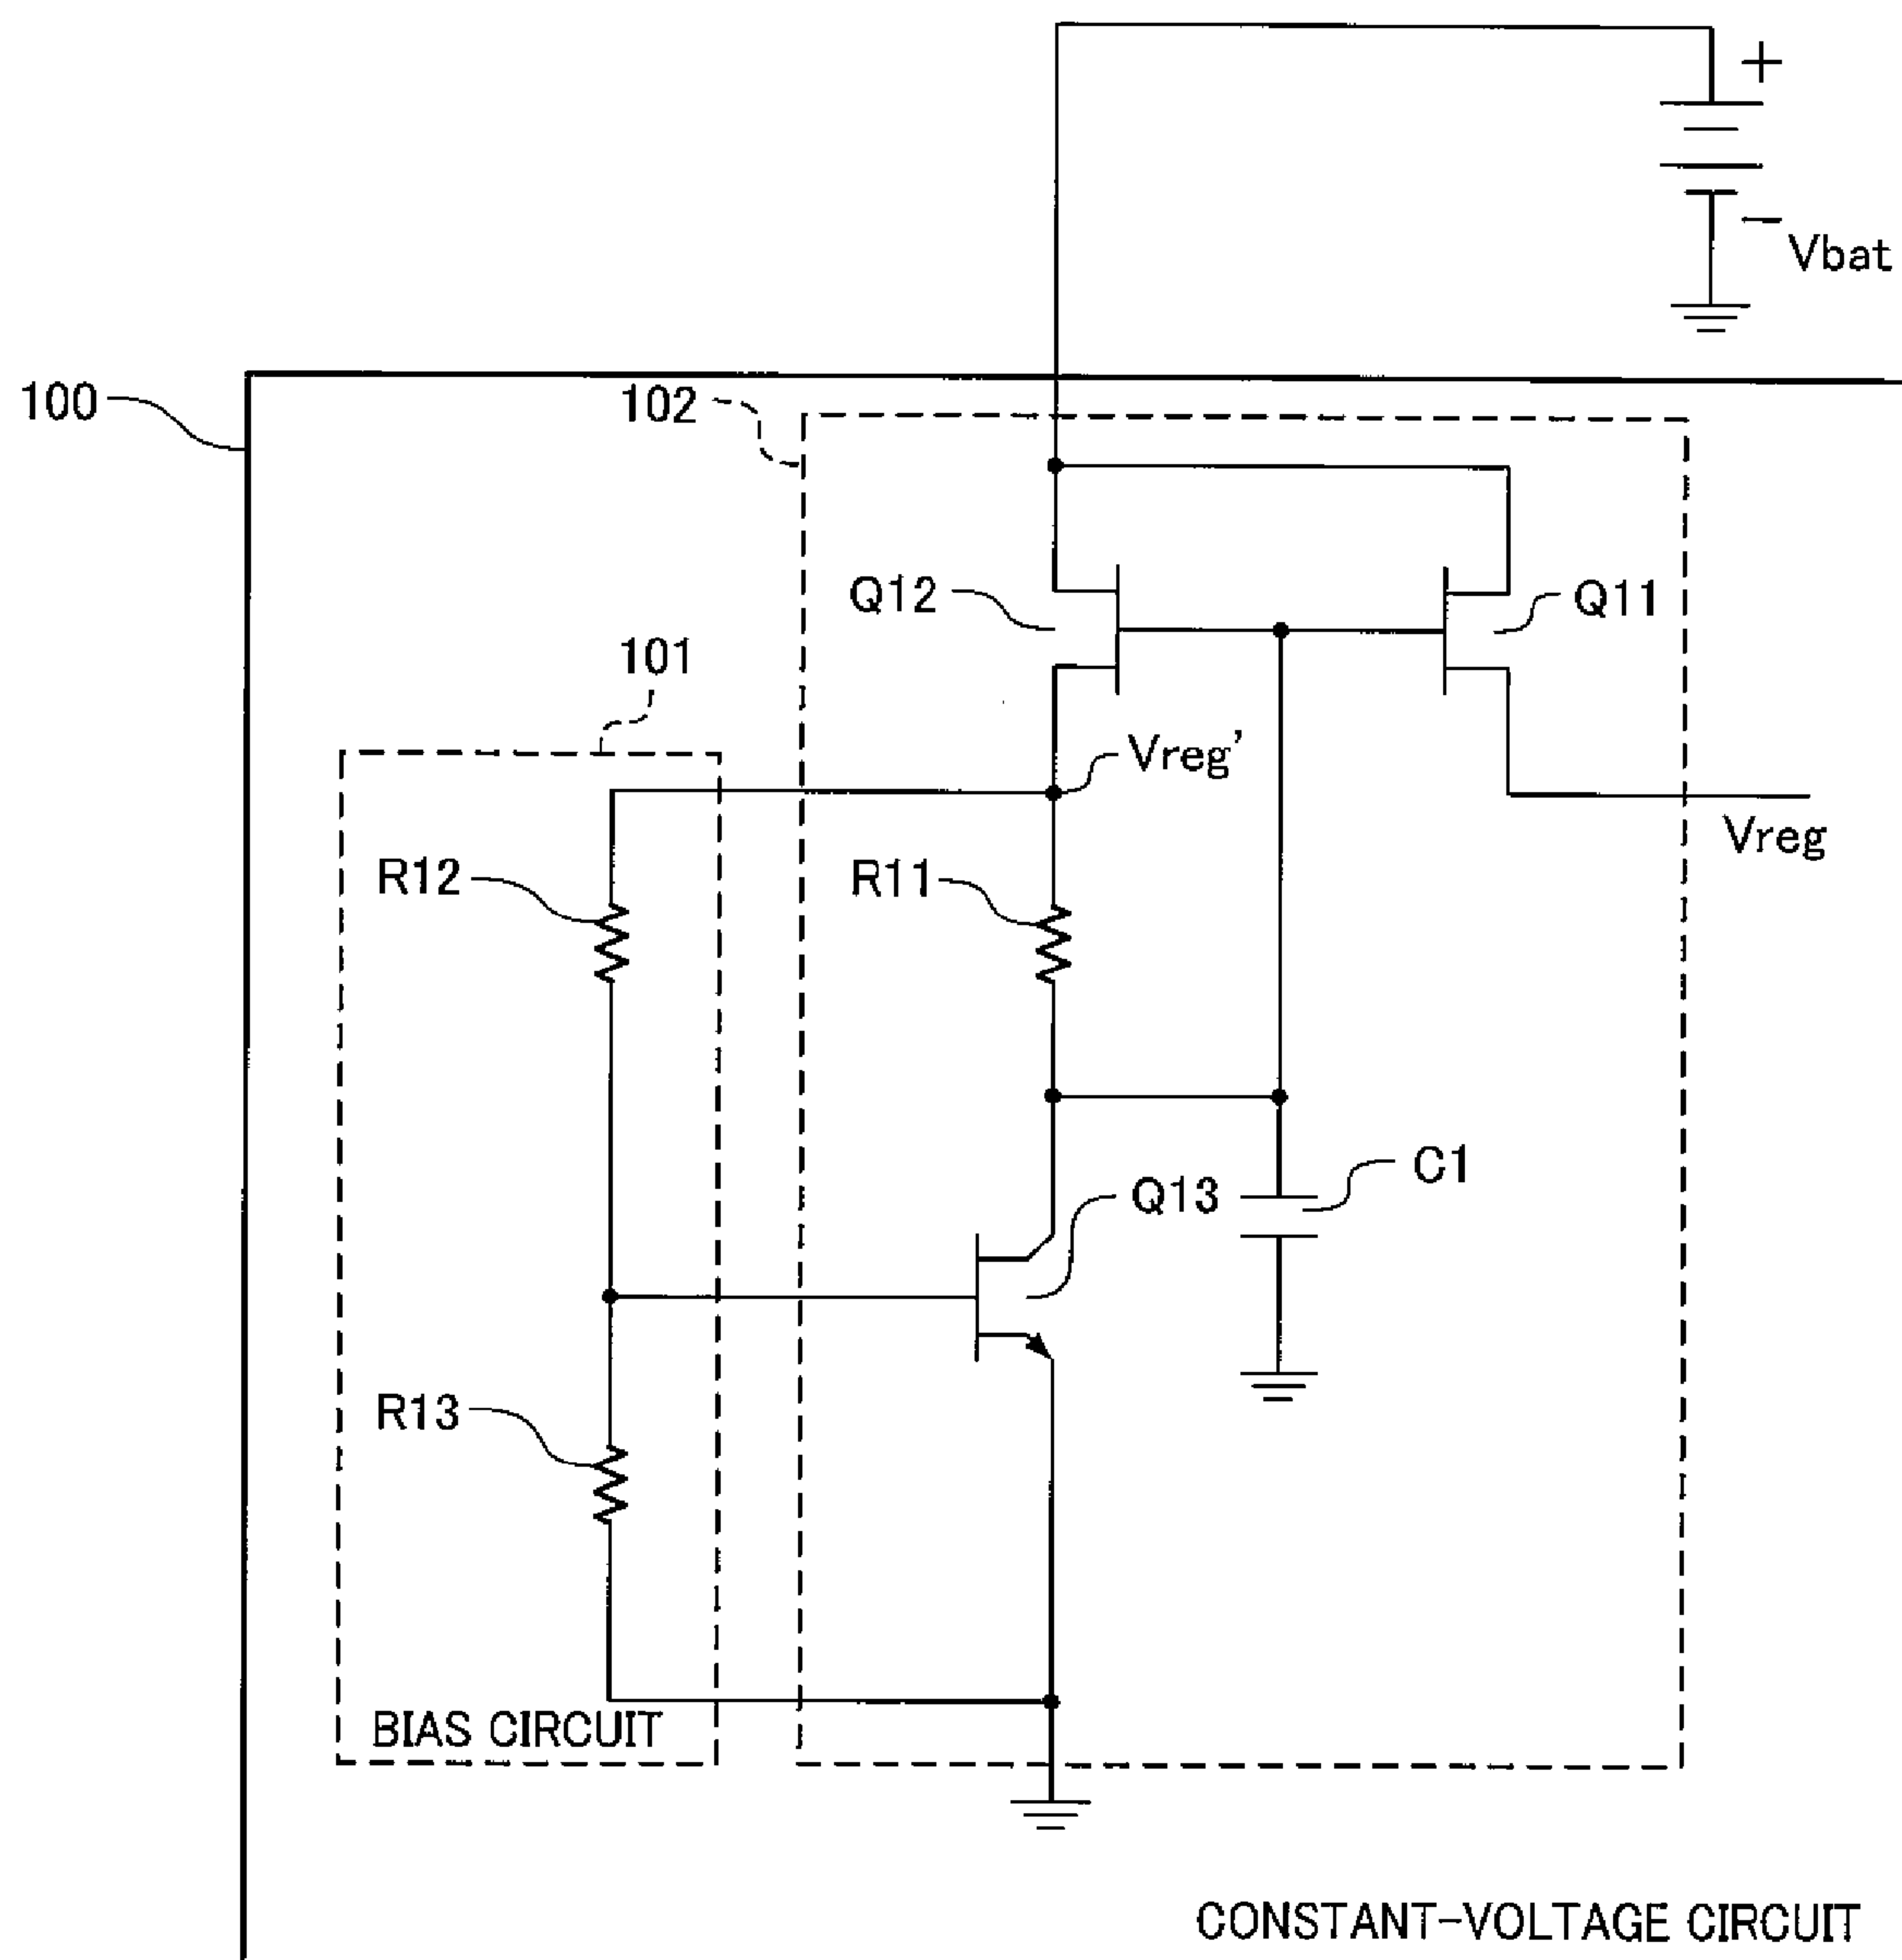 +
−
Vbat
100
102
Q12
Q11
101
Vreg'
Vreg
R12
R11
C1
Q13
R13
BIAS CIRCUIT
CONSTANT-VOLTAGE CIRCUIT